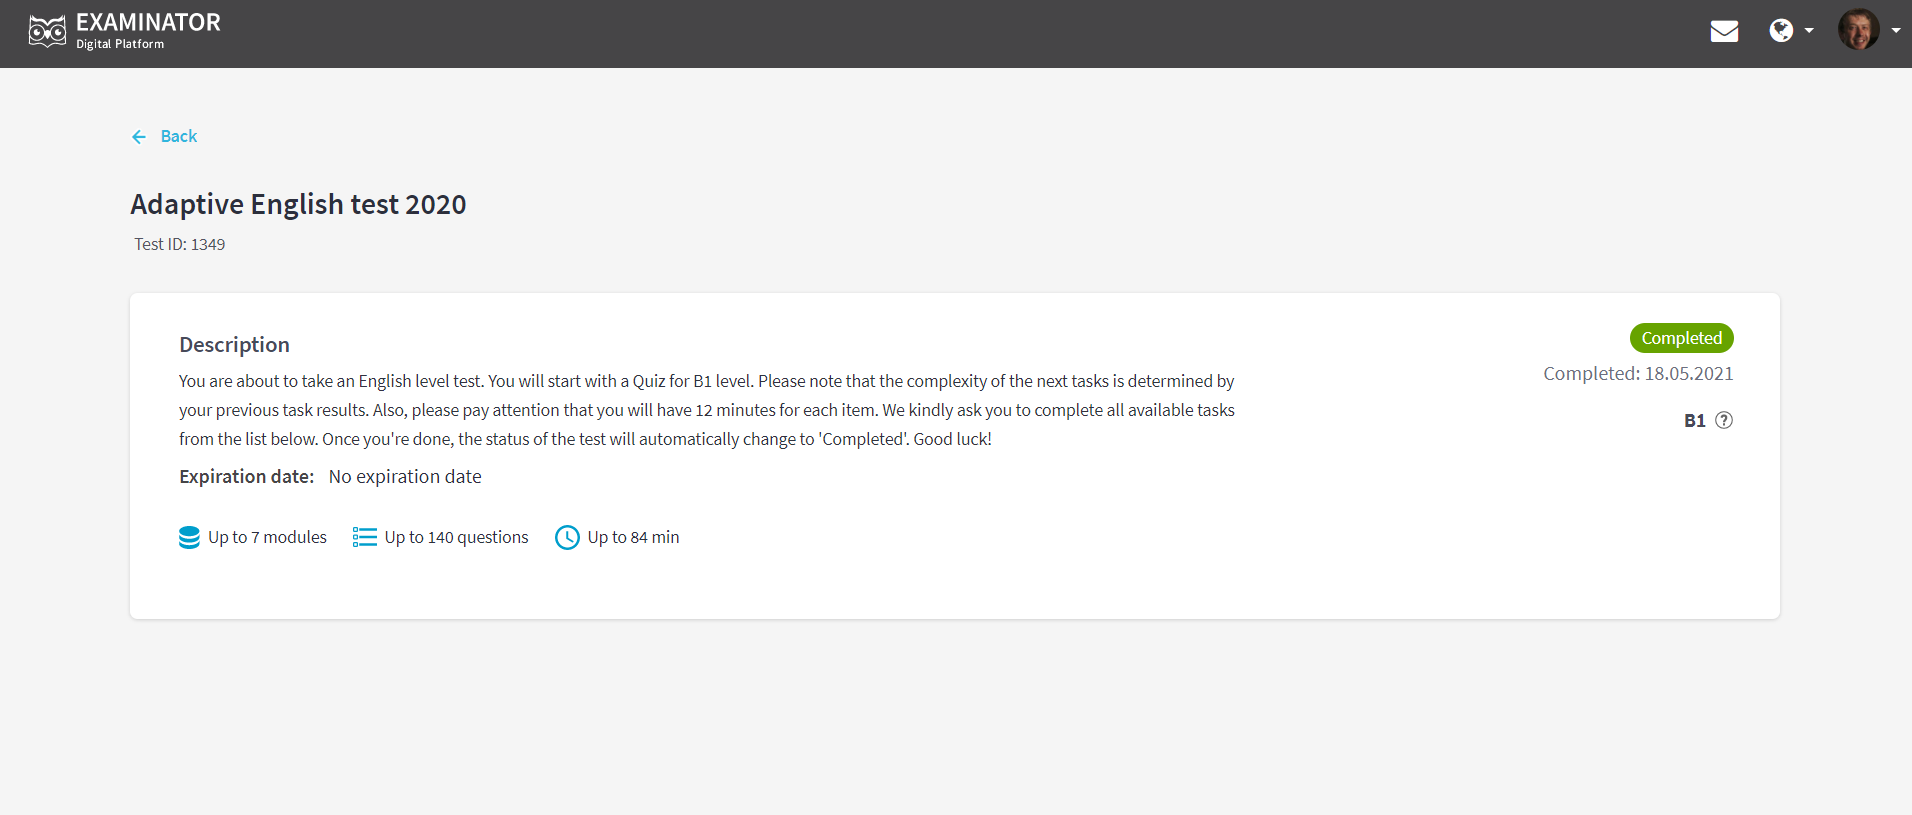 EXAMINATOR
Digital Platform
Back
Adaptive English test 2020
Test ID: 1349
Description
You are about to take an English level test. You will start with a Quiz for B1 level. Please note that the complexity of the next tasks is determined by
your previous task results. Also, please pay attention that you will have 12 minutes for each item. We kindly ask you to complete all available tasks
from the list below. Once you're done, the status of the test will automatically change to 'Completed'. Good luck!
Expiration date: No expiration date
Up to 7 modules Up to 140 questions Up to 84 min
Completed
Completed: 18.05.2021
B1 ?